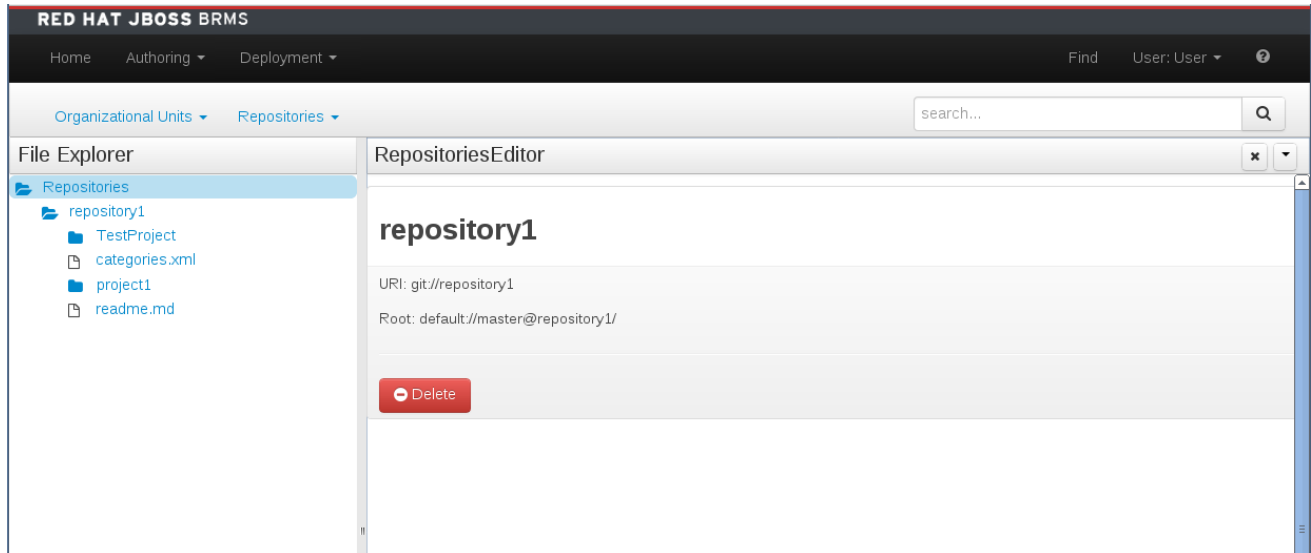 RED HAT JBOSS BRMS
Home Authoring Deployment Find User: User
Organizational Units Repositories search...
File Explorer RepositoriesEditor
Repositories
repository1
TestProject
categories.xml
project1
readme.md
repository1
URI: git://repository1
Root: default://master@repository1/
Delete